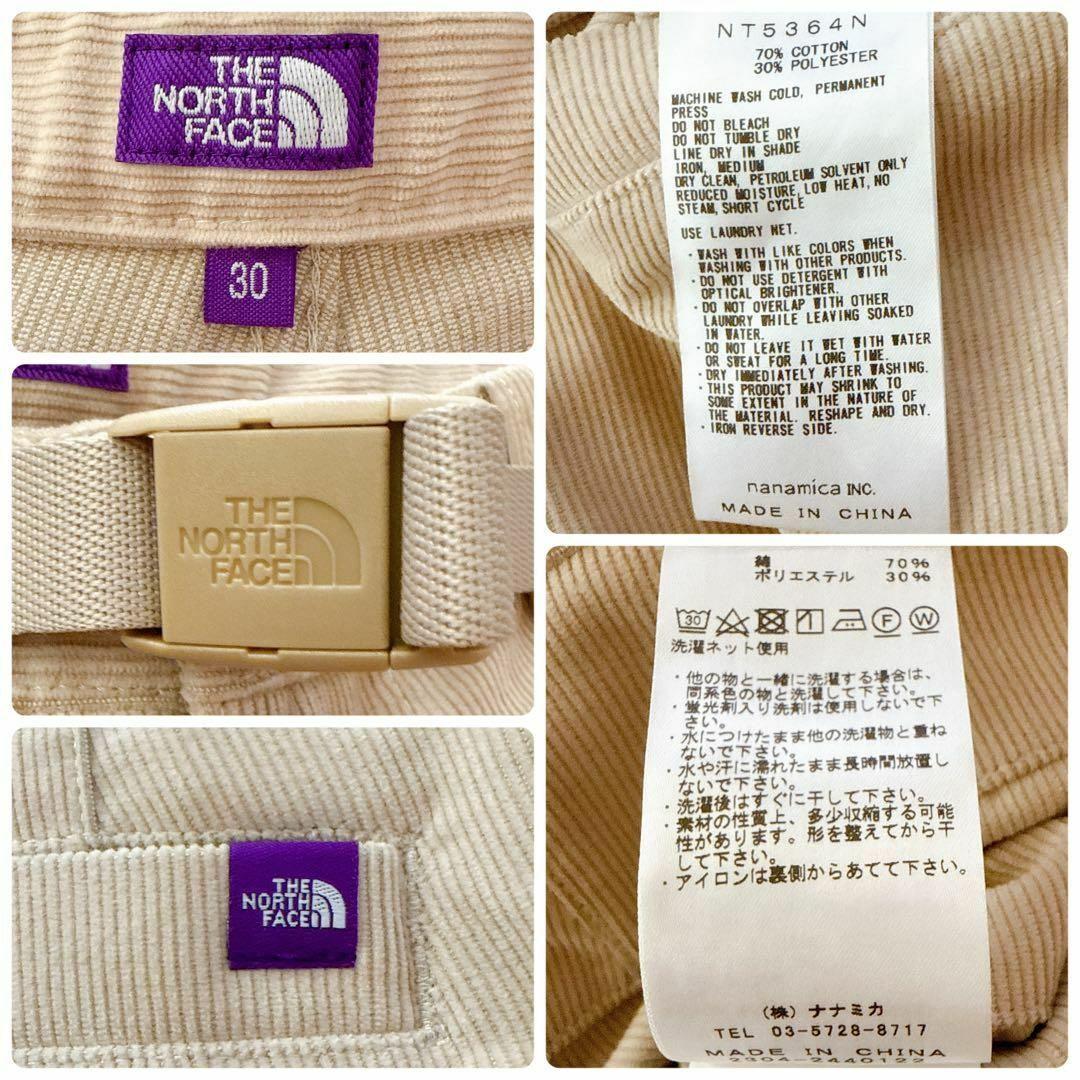 THE
NORTH
FACE
30
THE
NORTH
FACE
THE
NORTH
FACE
NT5364N
70% COTTON
30% POLYESTER
MACHINE WASH COLD, PERMANENT
PRESS
DO NOT BLEACH
DO NOT TUMBLE DRY
LINE DRY IN SHADE
IRON, MEDIUM
DRY CLEAN, PETROLEUM SOLVENT ONLY
REDUCED MOISTURE, LOW HEAT, NO
STEAM, SHORT CYCLE
USE LAUNDRY NET.
・WASH WITH LIKE COLORS WHEN
WASHING WITH OTHER PRODUCTS.
・DO NOT USE DETERGENT WITH
OPTICAL BRIGHTENER.
・DO NOT OVERLAP WITH OTHER
LAUNDRY WHILE LEAVING SOAKED
IN WATER.
・DO NOT LEAVE IT WET WITH WATER
OR SWEAT FOR A LONG TIME.
・DRY IMMEDIATELY AFTER WASHING.
・THIS PRODUCT MAY SHRINK TO
SOME EXTENT IN THE NATURE OF
THE MATERIAL. RESHAPE AND DRY.
・IRON REVERSE SIDE.
nanamica INC.
MADE IN CHINA
綿 70%
ポリエステル 30%
30 F W
洗濯ネット使用
・他の物と一緒に洗濯する場合は、
同系色の物と洗濯して下さい。
・蛍光剤入り洗剤は使用しないで下
さい。
・水につけたまま他の洗濯物と重ね
ないで下さい。
・水や汗に濡れたまま長時間放置し
ないで下さい。
・洗濯後はすぐに干して下さい。
・素材の性質上、多少収縮する可能
性があります。形を整えてから干
して下さい。
・アイロンは裏側からあてて下さい。
(株) ナナミカ
TEL 03-5728-8717
MADE IN CHINA
2304-2440122